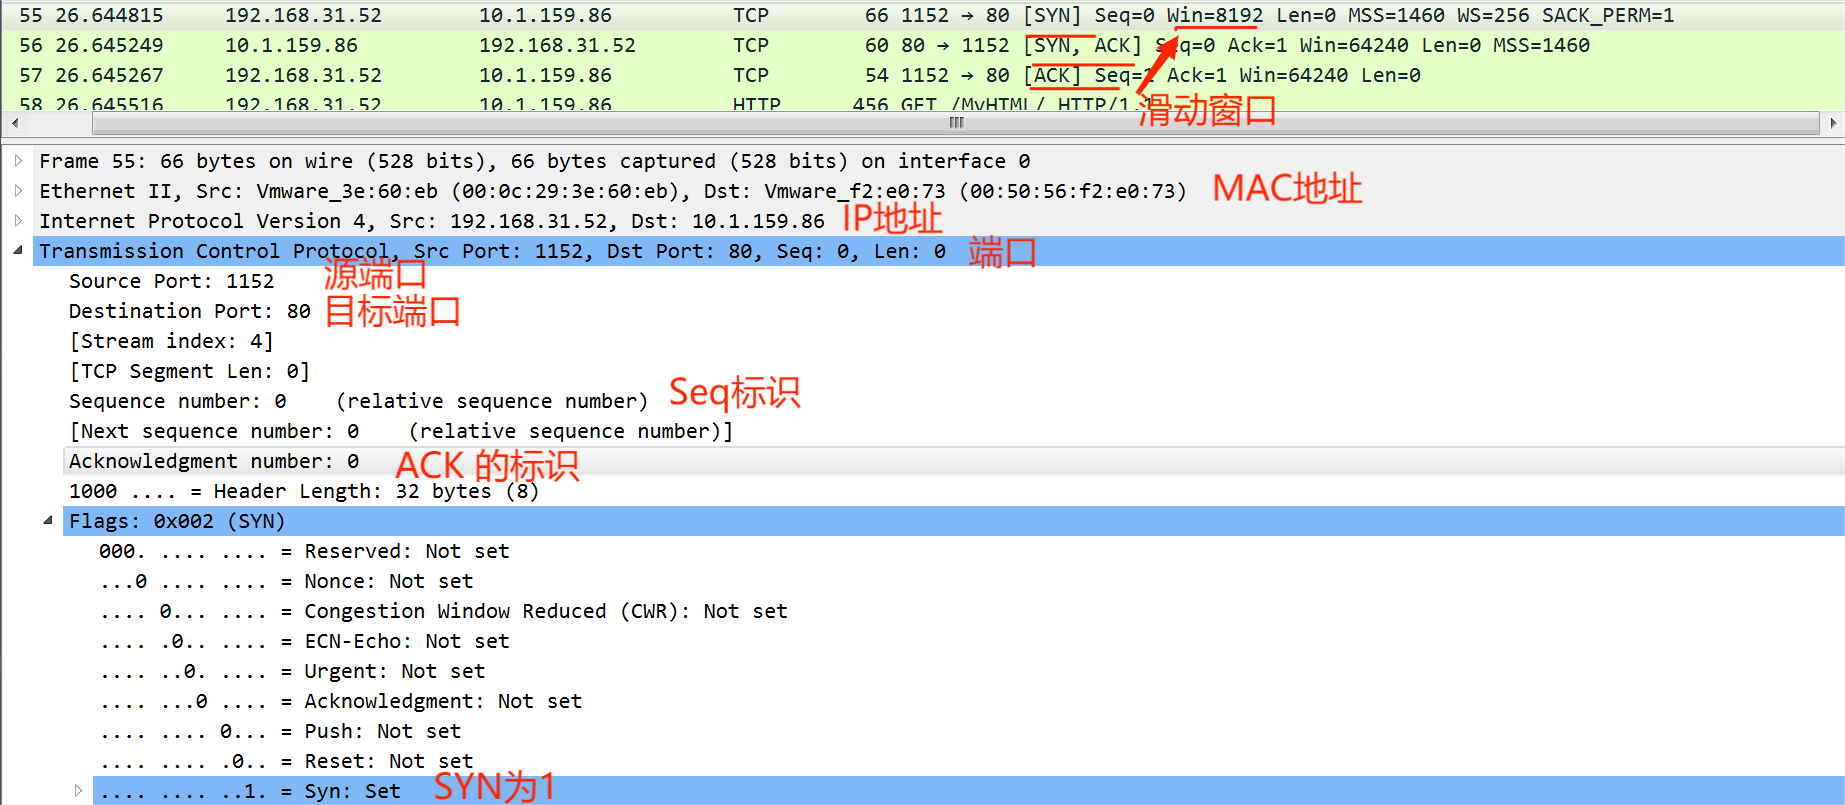 55 26.644815 192.168.31.52 10.1.159.86 TCP 66 1152 → 80 [SYN] Seq=0 Win=8192 Len=0 MSS=1460 WS=256 SACK_PERM=1
56 26.645249 10.1.159.86 192.168.31.52 TCP 60 80 → 1152 [SYN, ACK] Seq=0 Ack=1 Win=64240 Len=0 MSS=1460
57 26.645267 192.168.31.52 10.1.159.86 TCP 54 1152 → 80 [ACK] Seq=1 Ack=1 Win=64240 Len=0
58 26.645516 192.168.31.52 10.1.159.86 HTTP 456 GET /MyHTML/ HTTP/1.1
滑动窗口
Frame 55: 66 bytes on wire (528 bits), 66 bytes captured (528 bits) on interface 0
Ethernet II, Src: Vmware_3e:60:eb (00:0c:29:3e:60:eb), Dst: Vmware_f2:e0:73 (00:50:56:f2:e0:73) MAC地址
Internet Protocol Version 4, Src: 192.168.31.52, Dst: 10.1.159.86 IP地址
Transmission Control Protocol, Src Port: 1152, Dst Port: 80, Seq: 0, Len: 0 端口
Source Port: 1152 源端口
Destination Port: 80 目标端口
[Stream index: 4]
[TCP Segment Len: 0]
Sequence number: 0 (relative sequence number) Seq标识
[Next sequence number: 0 (relative sequence number)]
Acknowledgment number: 0 ACK 的标识
1000 .... = Header Length: 32 bytes (8)
Flags: 0x002 (SYN)
000. .... .... = Reserved: Not set
...0 .... .... = Nonce: Not set
.... 0... .... = Congestion Window Reduced (CWR): Not set
.... .0.. .... = ECN-Echo: Not set
.... ..0. .... = Urgent: Not set
.... ...0 .... = Acknowledgment: Not set
.... .... 0... = Push: Not set
.... .... .0.. = Reset: Not set
.... .... ..1. = Syn: Set SYN为1